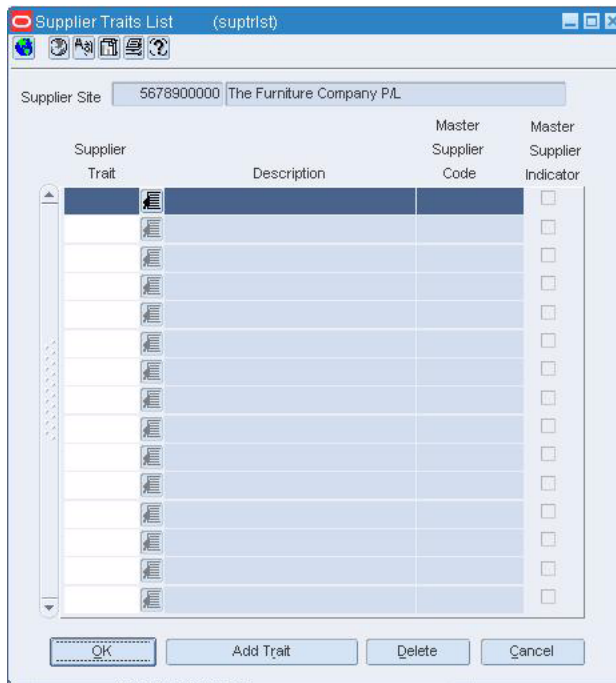 Supplier Traits List (suptrlst)
Supplier Site 5678900000 The Furniture Company P/L
Supplier Trait
Description
Master Supplier Code
Master Supplier Indicator
OK Add Trait Delete Cancel